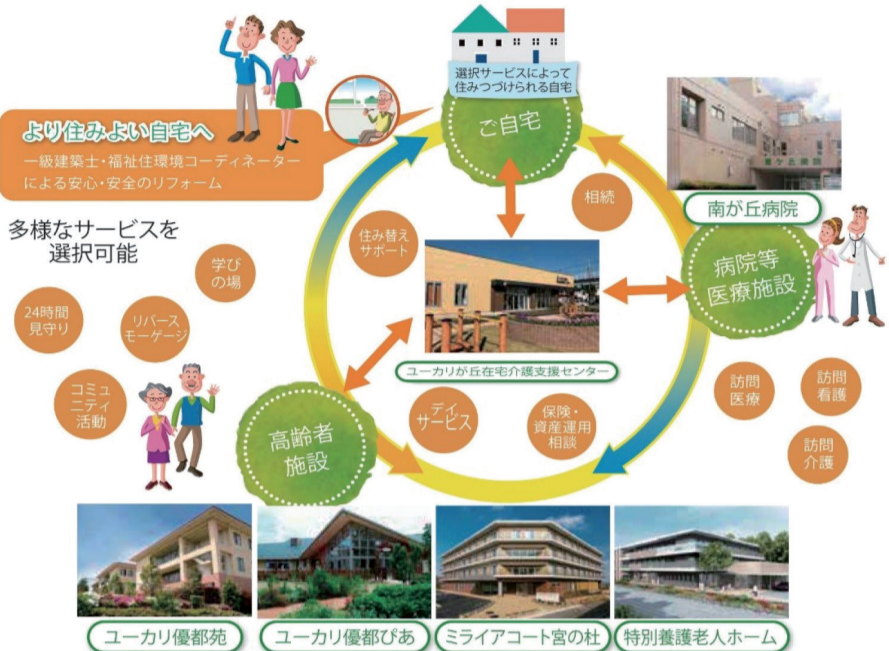 選択サービスによって
住みつづけられる自宅
ご自宅
より住みよい自宅へ
一級建築士・福祉住環境コーディネーター
による安心・安全のリフォーム
多様なサービスを
選択可能
学び
の場
24時間
見守り
リバース
モーゲージ
コミュ
ニティ
活動
住み替え
サポート
相続
南が丘病院
病院等
医療施設
ユーカリが丘在宅介護支援センター
デイ
サービス
保険・
資産運用
相談
訪問
医療
訪問
看護
訪問
介護
高齢者
施設
ユーカリ優都苑
ユーカリ優都ぴあ
ミライアコート宮の杜
特別養護老人ホーム